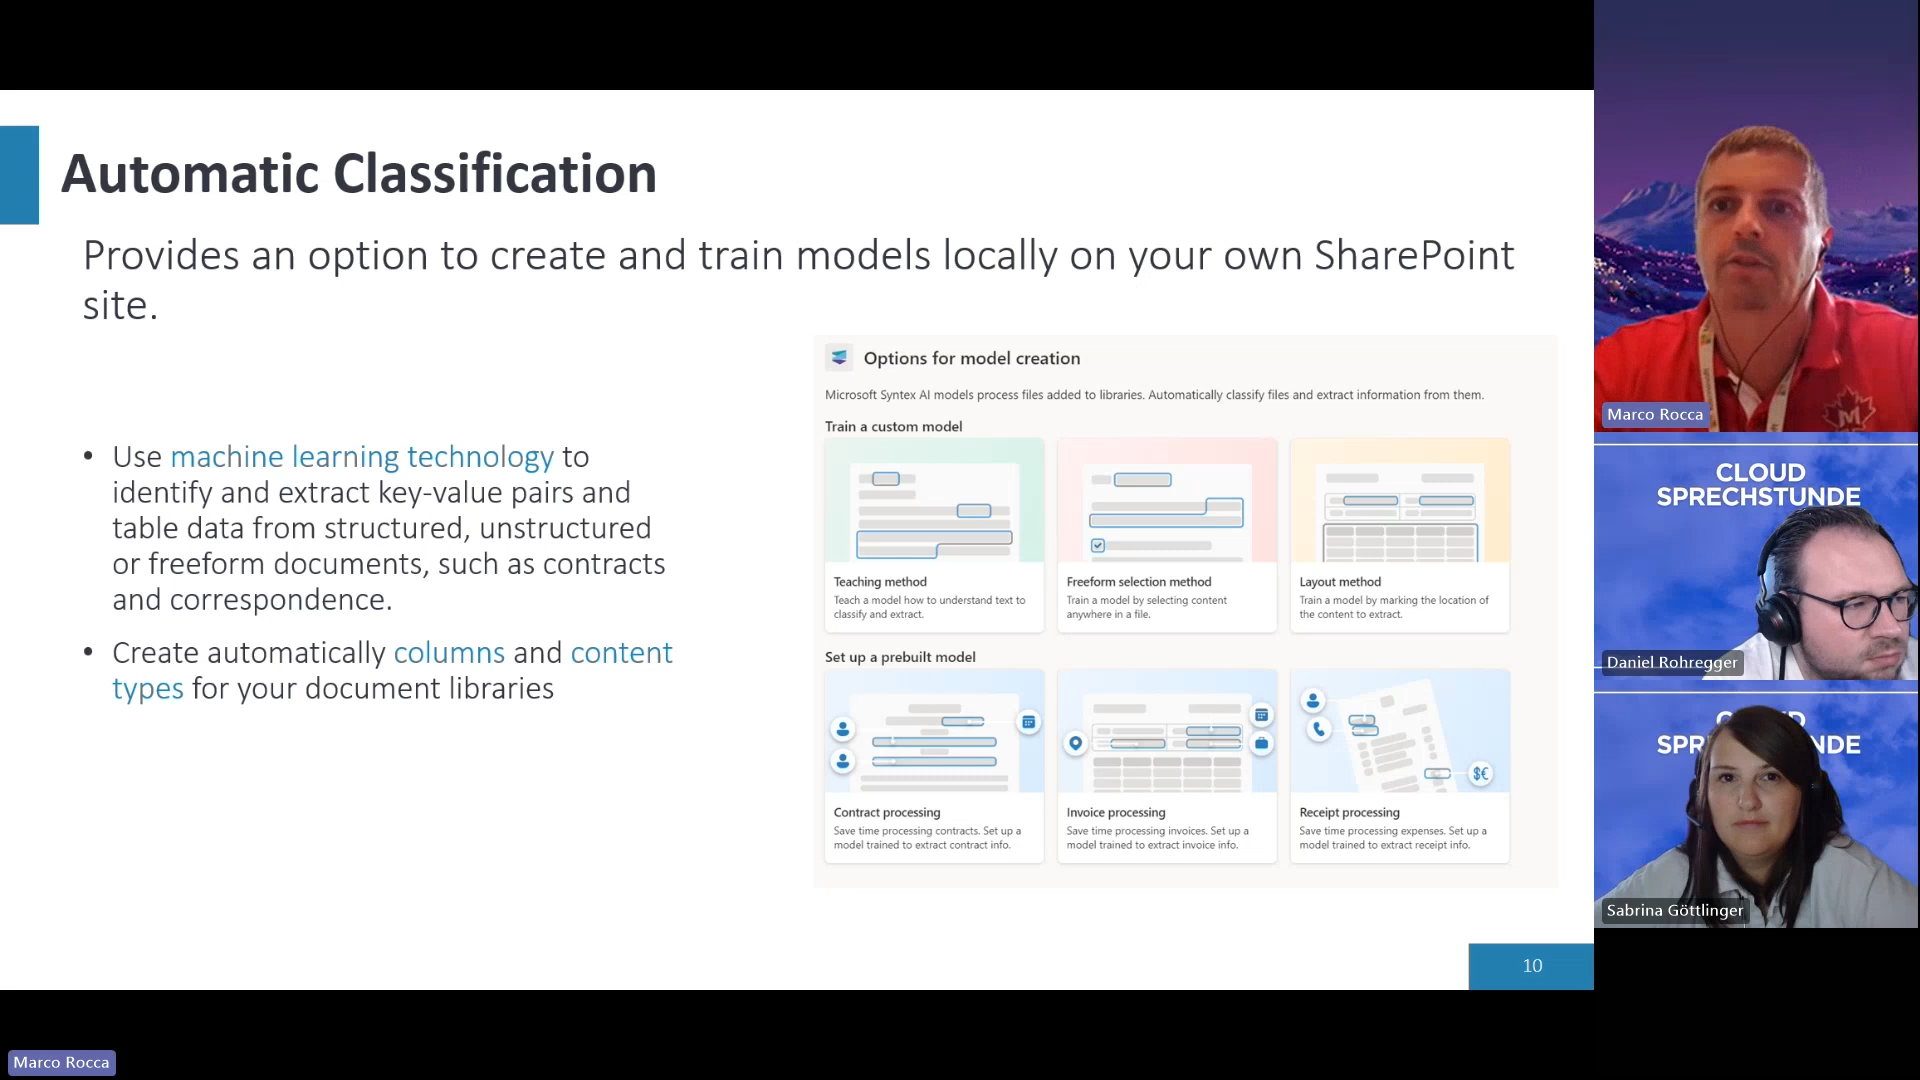 Automatic Classification
Provides an option to create and train models locally on your own SharePoint
site.
• Use machine learning technology to
identify and extract key-value pairs and
table data from structured, unstructured
or freeform documents, such as contracts
and correspondence.
• Create automatically columns and content
types for your document libraries
Options for model creation
Microsoft Syntex AI models process files added to libraries. Automatically classify files and extract information from them.
Train a custom model
Teaching method
Teach a model how to understand text to
classify and extract.
Freeform selection method
Train a model by selecting content
anywhere in a file.
Layout method
Train a model by marking the location of
the content to extract.
Set up a prebuilt model
$€
Contract processing
Save time processing contracts. Set up a
model trained to extract contract info.
Invoice processing
Save time processing invoices. Set up a
model trained to extract invoice info.
Receipt processing
Save time processing expenses. Set up a
model trained to extract receipt info.
10
Marco Rocca
M
Marco Rocca
CLOUD
SPRECHSTUNDE
Daniel Rohregger
SPR NDE
Sabrina Göttlinger